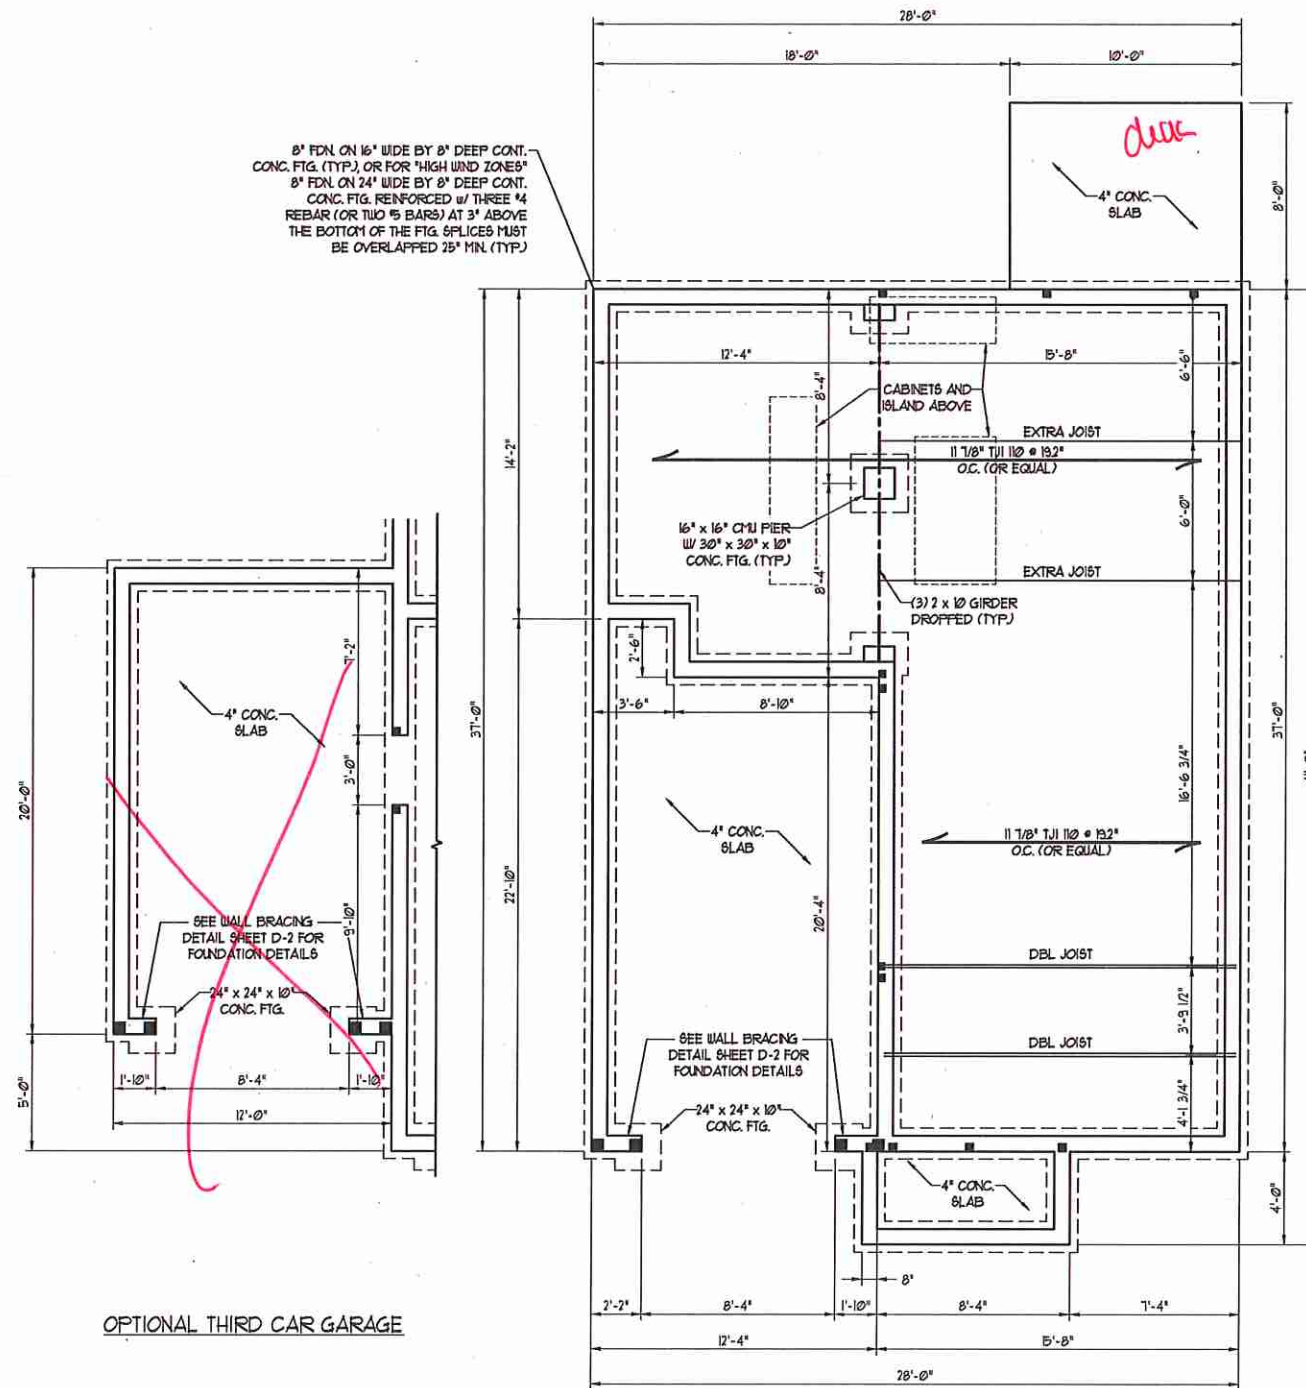 28'-0"
18'-0"
10'-0"
8" FDN. ON 16" WIDE BY 8" DEEP CONT.
CONC. FTG. (TYP.), OR FOR "HIGH WIND ZONES"
8" FDN. ON 24" WIDE BY 8" DEEP CONT.
CONC. FTG. REINFORCED W/ THREE #4
REBAR (OR TWO #5 BARS) AT 3" ABOVE
THE BOTTOM OF THE FTG. SPLICES MUST
BE OVERLAPPED 25" MIN. (TYP.)
4" CONC.
SLAB
8'-0"
12'-4"
15'-8"
8'-4"
6'-6"
CABINETS AND
ISLAND ABOVE
EXTRA JOIST
11 7/8" TJI 110 @ 19.2"
O.C. (OR EQUAL)
14'-2"
6'-0"
16" x 16" CMU PIER
W/ 30" x 30" x 10"
CONC. FTG. (TYP.)
EXTRA JOIST
8'-4"
(3) 2 x 10 GIRDER
DROPPED (TYP.)
2'-6"
3'-6"
8'-10"
37'-0"
37'-0"
7'-2"
4" CONC.
SLAB
3'-0"
20'-0"
16'-6 3/4"
4" CONC.
SLAB
11 7/8" TJI 110 @ 19.2"
O.C. (OR EQUAL)
22'-10"
20'-4"
9'-10"
SEE WALL BRACING
DETAIL SHEET D-2 FOR
FOUNDATION DETAILS
DBL JOIST
24" x 24" x 10"
CONC. FTG.
3'-9 1/2"
SEE WALL BRACING
DETAIL SHEET D-2 FOR
FOUNDATION DETAILS
DBL JOIST
1'-10"
8'-4"
1'-10"
5'-0"
12'-0"
24" x 24" x 10"
CONC. FTG.
4'-1 3/4"
4" CONC.
SLAB
4'-0"
8"
2'-2"
8'-4"
1'-10"
8'-4"
7'-4"
OPTIONAL THIRD CAR GARAGE
12'-4"
15'-8"
28'-0"